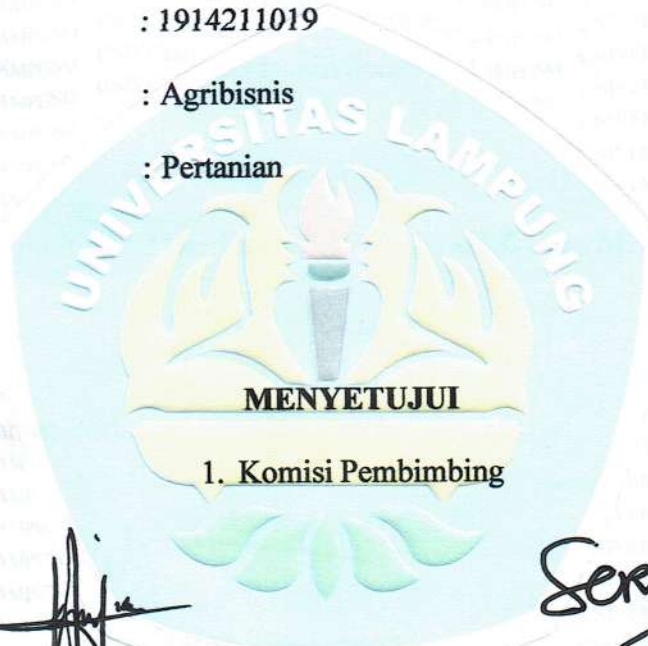 : 1914211019
: Agribisnis
: Pertanian
UNIVERSITAS LAMPUNG
MENYETUJUI
1. Komisi Pembimbing